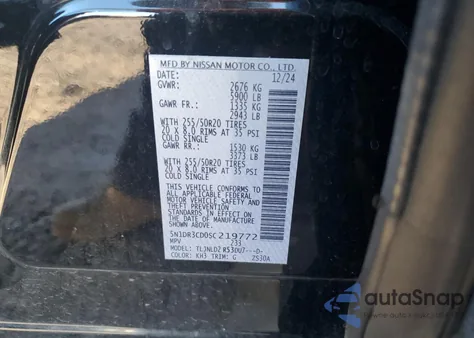 MFD BY NISSAN MOTOR CO., LTD.
DATE: 12/24
GVWR: 2676 KG
5900 LB
GAWR FR.: 1335 KG
2943 LB
WITH 255/50R20 TIRES
20 X 8.0 RIMS AT 35 PSI
COLD SINGLE
GAWR RR.: 1530 KG
3373 LB
WITH 255/50R20 TIRES
20 X 8.0 RIMS AT 35 PSI
COLD SINGLE
THIS VEHICLE CONFORMS TO
ALL APPLICABLE FEDERAL
MOTOR VEHICLE SAFETY
STANDARDS IN EFFECT ON
THE DATE OF MANUFACTURE
SHOWN ABOVE.
5N1DR3CD0SC219772
MPV 233
MODEL:
COLOR: KH3 TRIM: G Z530A
autoSnap